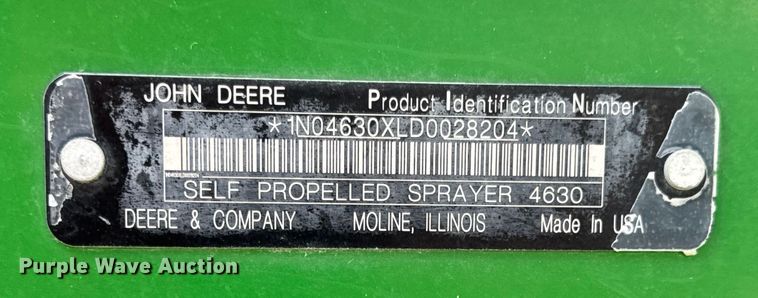 JOHN DEERE Product Identification Number
*1N04630XLD0028204*
SELF PROPELLED SPRAYER 4630
DEERE & COMPANY MOLINE, ILLINOIS Made In USA
Purple Wave Auction